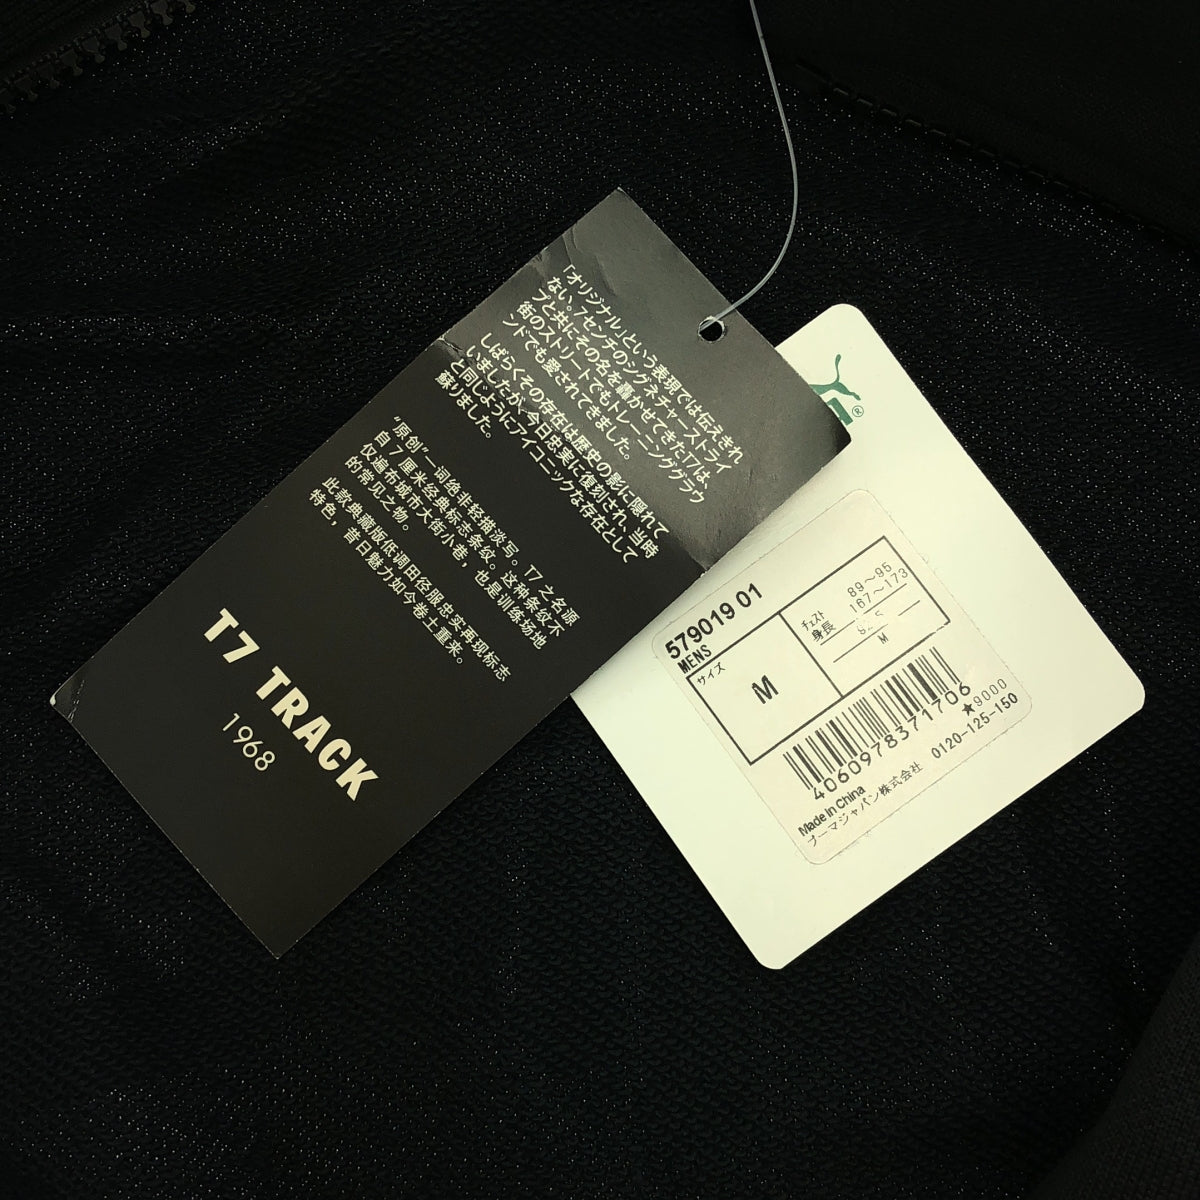 「オリジナル」という表現では伝えきれ
ない。7センチのシグネチャーストライ
プと共にその名を轟かせてきたT7は、
街のストリートでもトレーニンググラウ
ンドでも愛されてきました。
しばらくその存在は歴史の影に隠れて
いましたが、今日忠実に復刻され、当時
と同じようにアイコニックな存在として
蘇りました。
“原创”一词绝非轻描淡写。T7之名源
自7厘米经典标志条纹。这种条纹不
仅遍布城市大街小巷，也是训练场地
的常见之物。
此款典藏版低调田径服忠实再现标志
特色，昔日魅力如今卷土重来。
T7 TRACK
1968
®
579019 01
MENS
サイズ
M
チェスト 89～95
身長 167～173
M
4060978371706
★9000
Made in China
プーマジャパン株式会社 0120-125-150